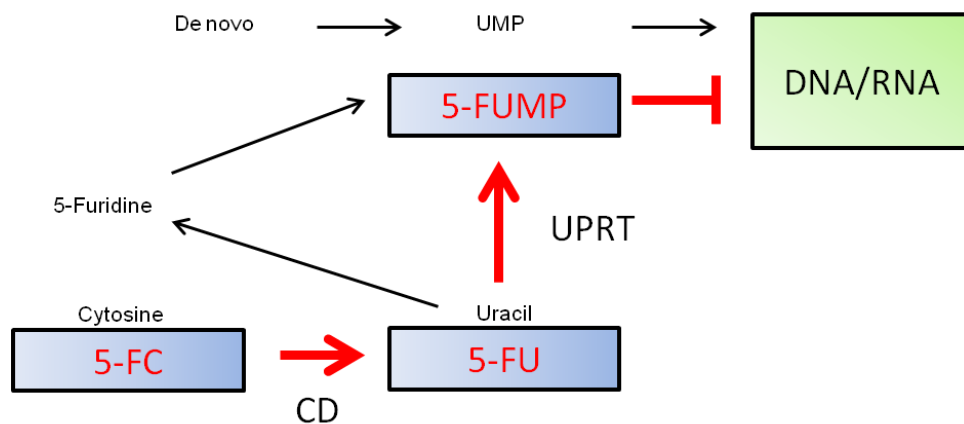 De novo
UMP
DNA/RNA
5-FUMP
5-Furidine
UPRT
Cytosine
Uracil
5-FC
5-FU
CD